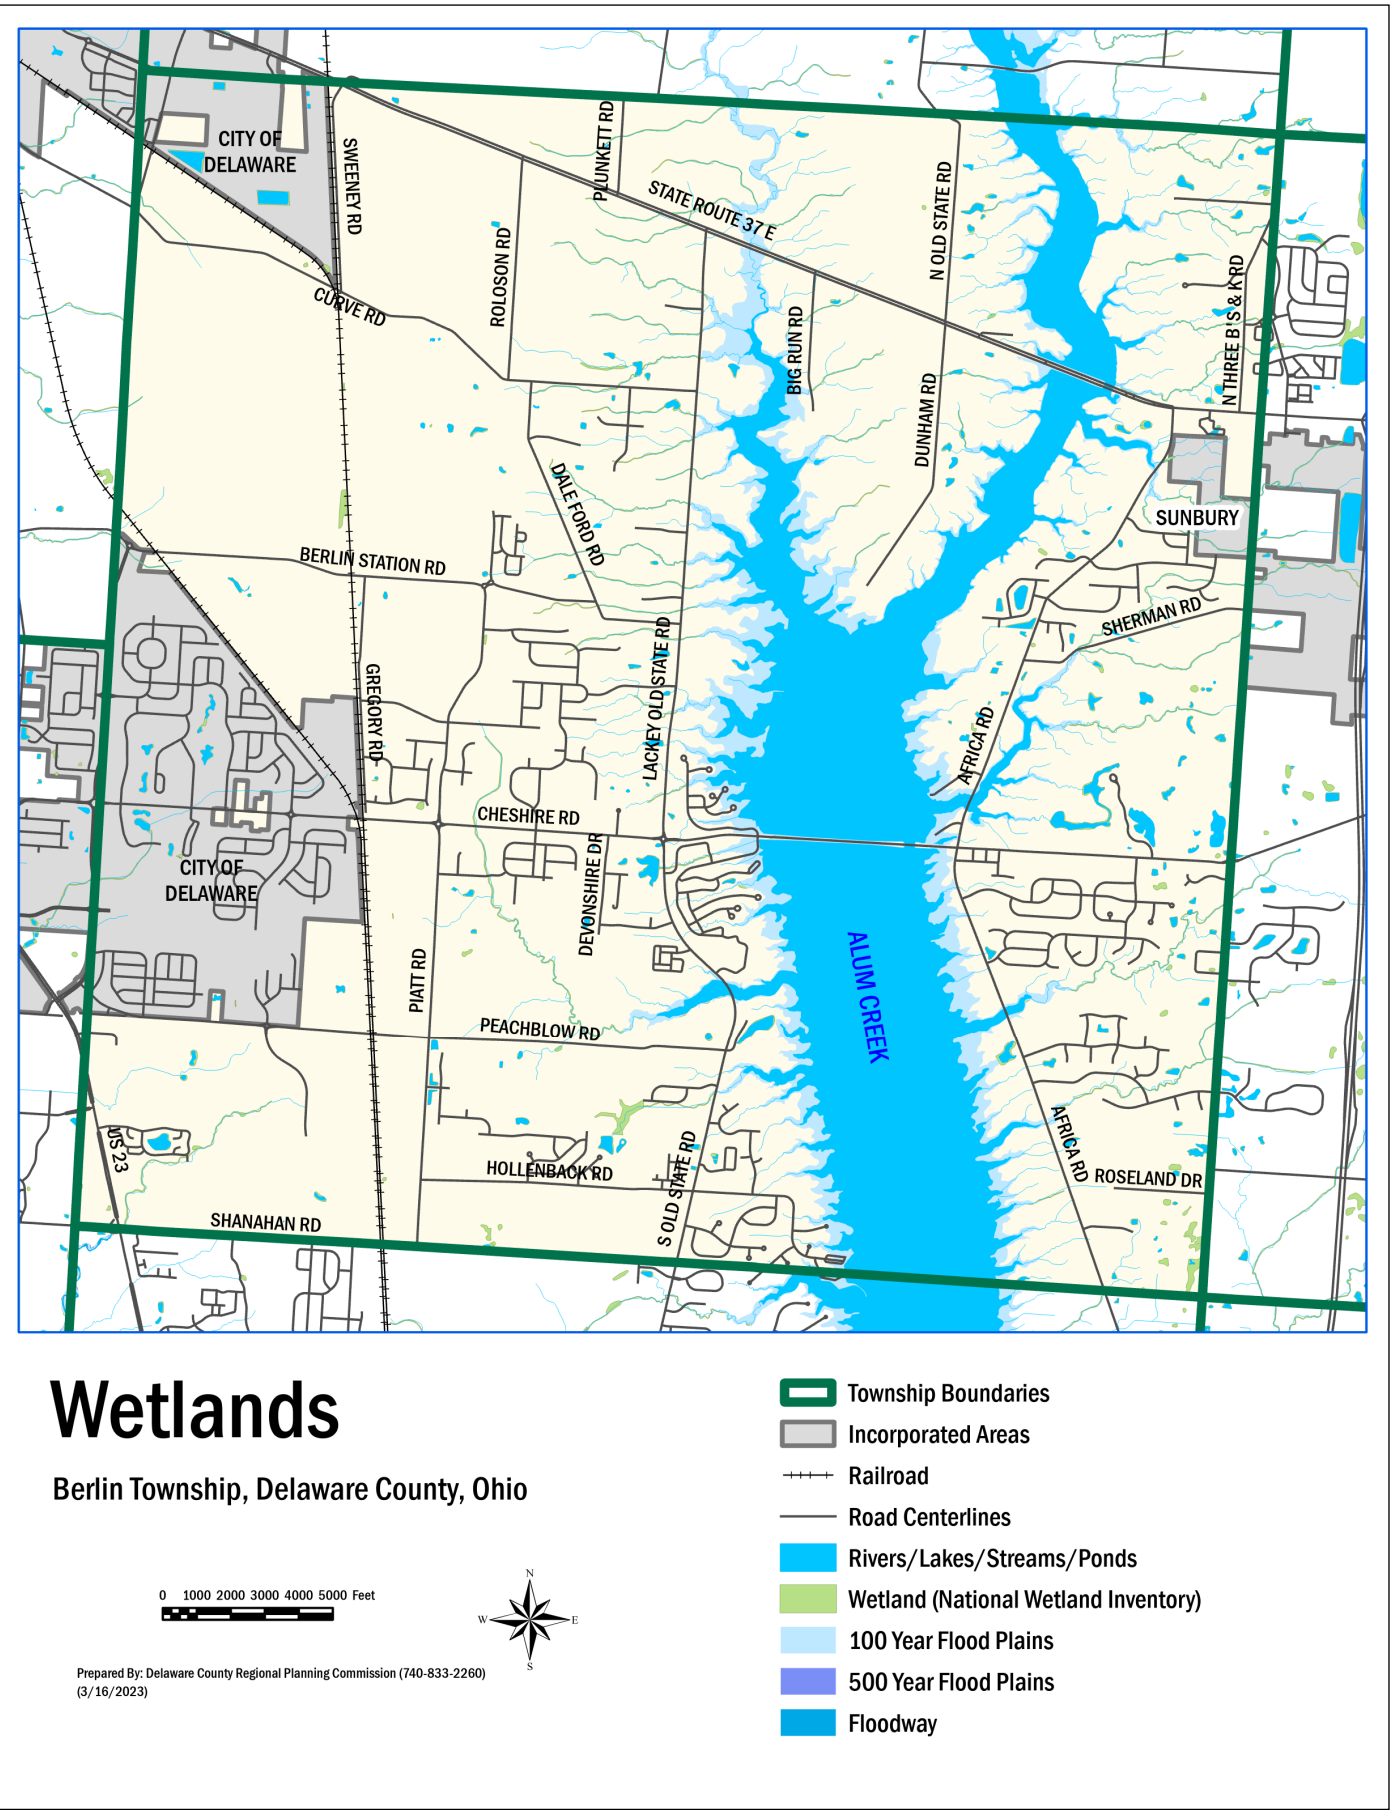 CITY OF
DELAWARE
SWEENEY RD
PLUNKETT RD
STATE ROUTE 37 E
N OLD STATE RD
ROLOSON RD
CURVE RD
BIG RUN RD
N THREE B'S & K RD
DUNHAM RD
DALE FORD RD
SUNBURY
BERLIN STATION RD
SHERMAN RD
GREGORY RD
LACKEY OLD STATE RD
AFRICA RD
CHESHIRE RD
DEVONSHIRE DR
CITY OF
DELAWARE
ALUM CREEK
PIATT RD
PEACHBLOW RD
US 23
AFRICA RD
HOLLENBACK RD
S OLD STATE RD
ROSELAND DR
SHANAHAN RD
Wetlands
Berlin Township, Delaware County, Ohio
0 1000 2000 3000 4000 5000 Feet
N
W E
S
Prepared By: Delaware County Regional Planning Commission (740-833-2260)
(3/16/2023)
Township Boundaries
Incorporated Areas
Railroad
Road Centerlines
Rivers/Lakes/Streams/Ponds
Wetland (National Wetland Inventory)
100 Year Flood Plains
500 Year Flood Plains
Floodway